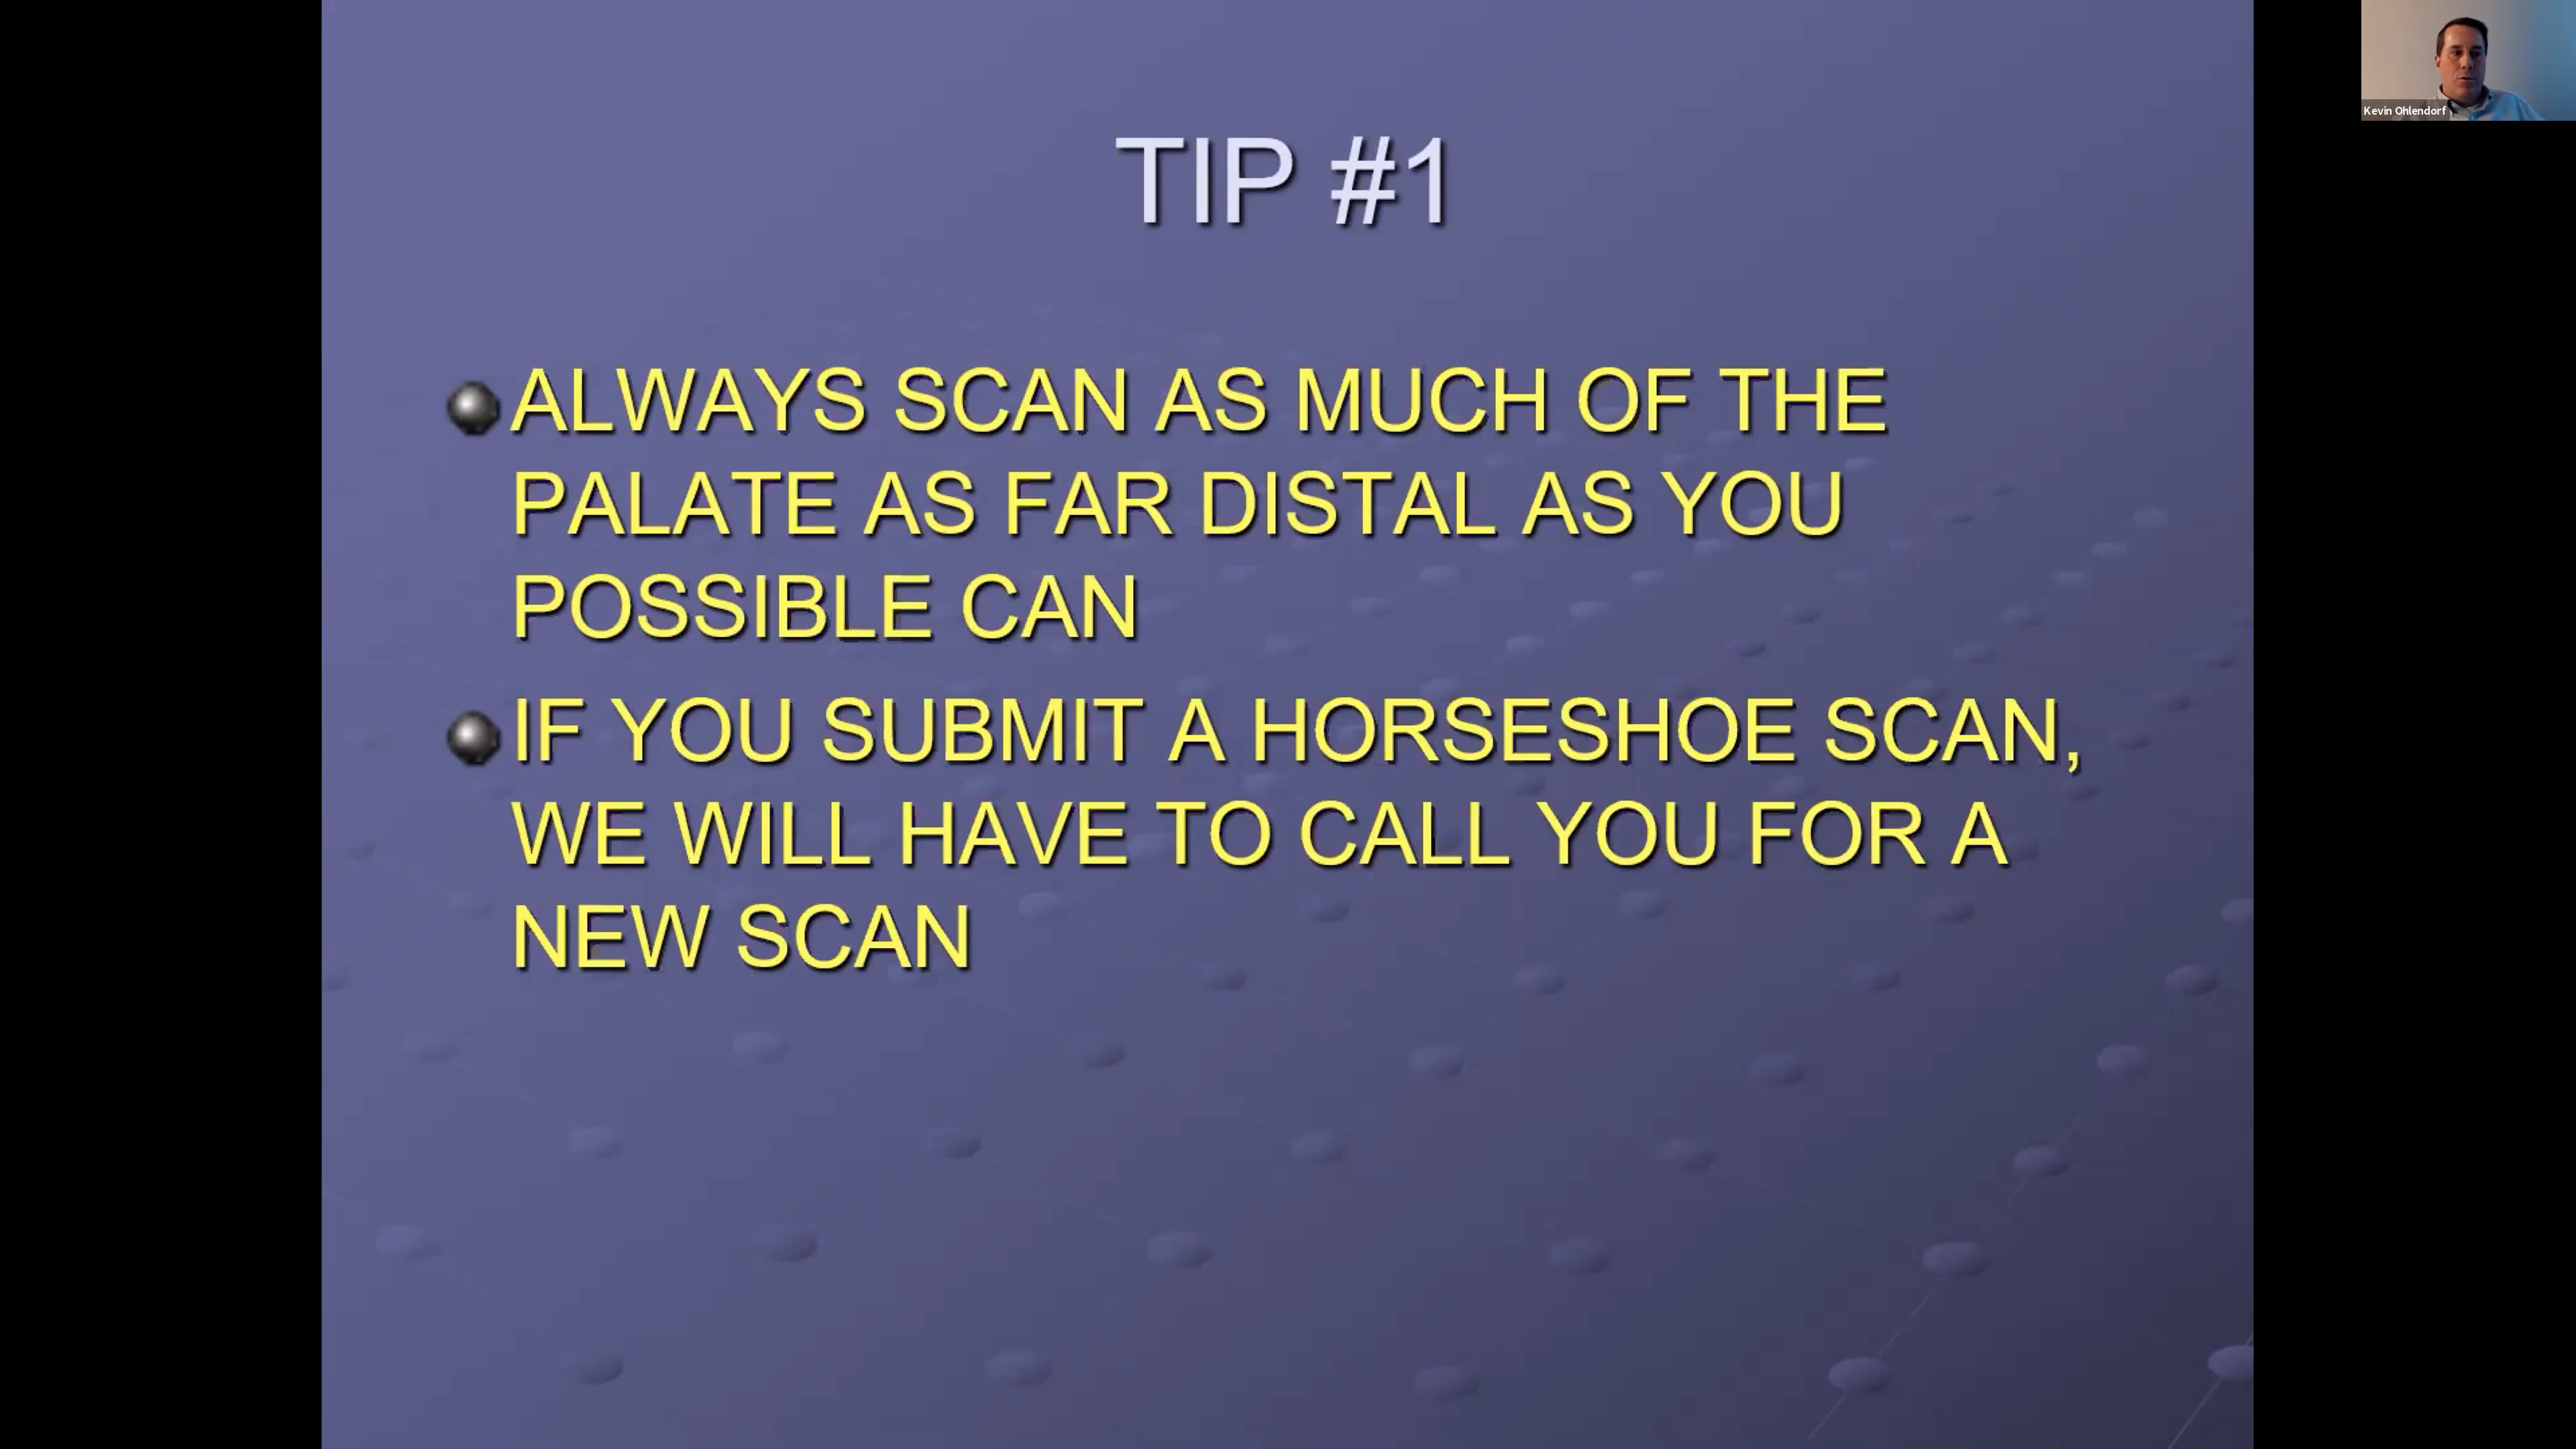 TIP #1
ALWAYS SCAN AS MUCH OF THE
PALATE AS FAR DISTAL AS YOU
POSSIBLE CAN
IF YOU SUBMIT A HORSESHOE SCAN,
WE WILL HAVE TO CALL YOU FOR A
NEW SCAN
Kevin Ohlendorf